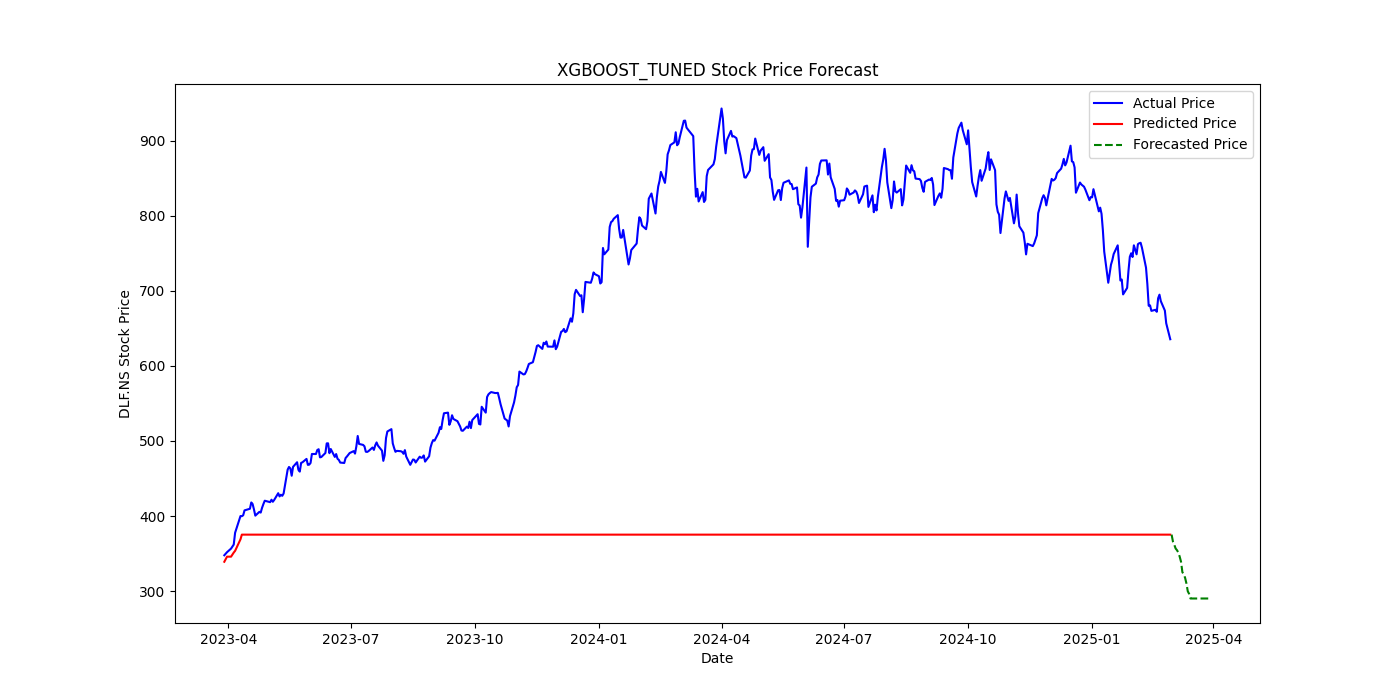 XGBOOST_TUNED Stock Price Forecast
Actual Price
Predicted Price
Forecasted Price
DLF.NS Stock Price
900
800
700
600
500
400
300
2023-04
2023-07
2023-10
2024-01
2024-04
2024-07
2024-10
2025-01
2025-04
Date